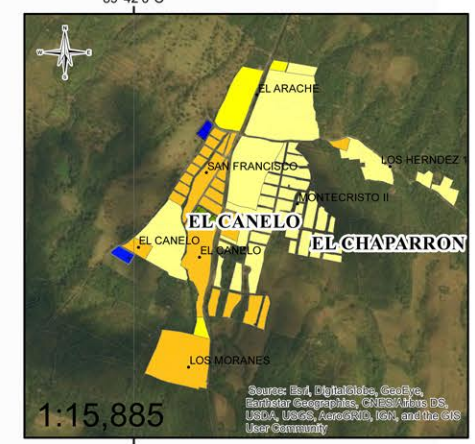 EL ARACHE
LOS HERNDEZ 1
SAN FRANCISCO
MONTECRISTO II
EL CANELO
EL CHAPARRON
EL CANELO
EL CANELO
LOS MORANES
1:15,885
Source: Esri, DigitalGlobe, GeoEye,
Earthstar Geographics, CNES/Airbus DS,
USDA, USGS, AeroGRID, IGN, and the GIS
User Community